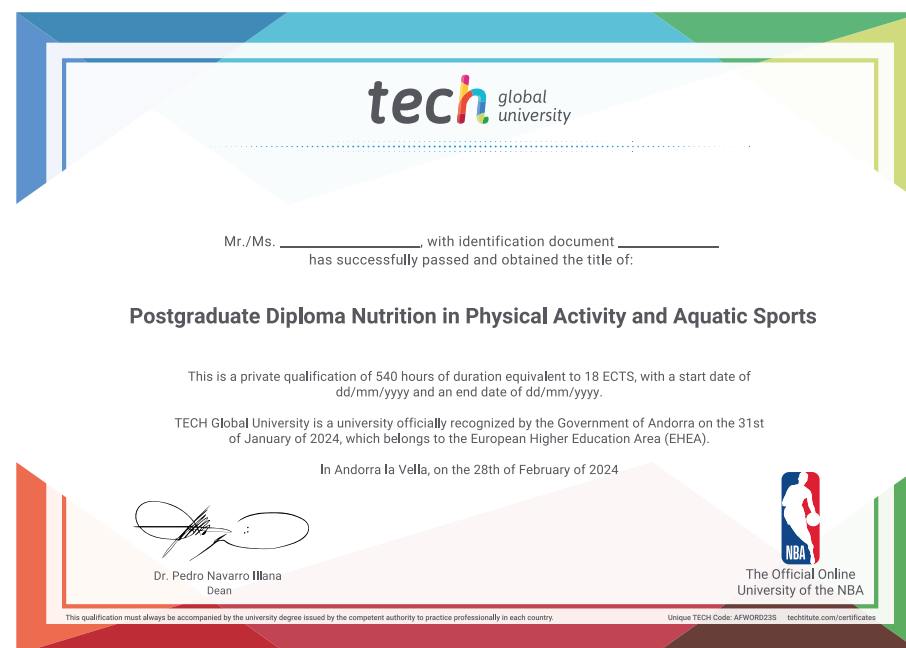 tech global university
Mr./Ms. ____________, with identification document ____________
has successfully passed and obtained the title of:
Postgraduate Diploma Nutrition in Physical Activity and Aquatic Sports
This is a private qualification of 540 hours of duration equivalent to 18 ECTS, with a start date of
dd/mm/yyyy and an end date of dd/mm/yyyy.
TECH Global University is a university officially recognized by the Government of Andorra on the 31st
of January of 2024, which belongs to the European Higher Education Area (EHEA).
In Andorra la Vella, on the 28th of February of 2024
Dr. Pedro Navarro Illana
Dean
NBA
The Official Online
University of the NBA
This qualification must always be accompanied by the university degree issued by the competent authority to practice professionally in each country.
Unique TECH Code: AFWORD23S techtitute.com/certificates